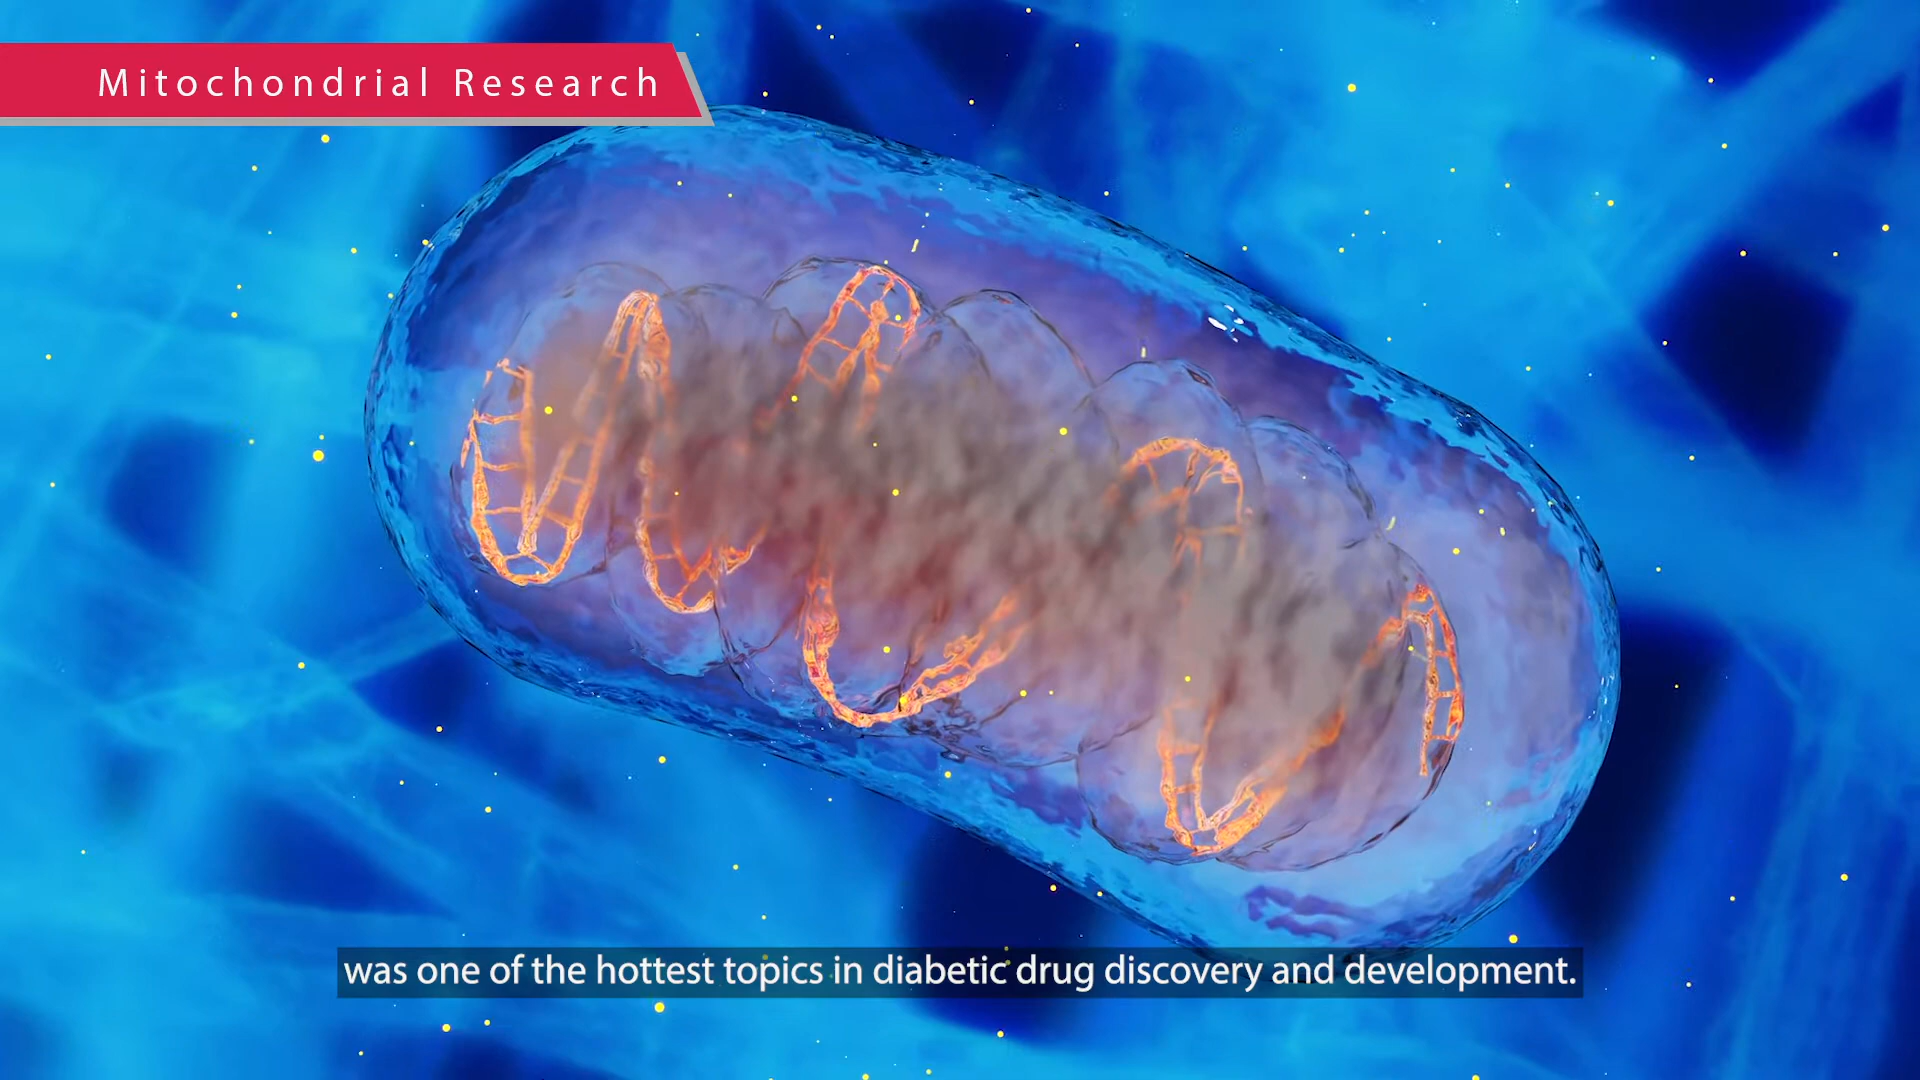 Mitochondrial Research
was one of the hottest topics in diabetic drug discovery and development.